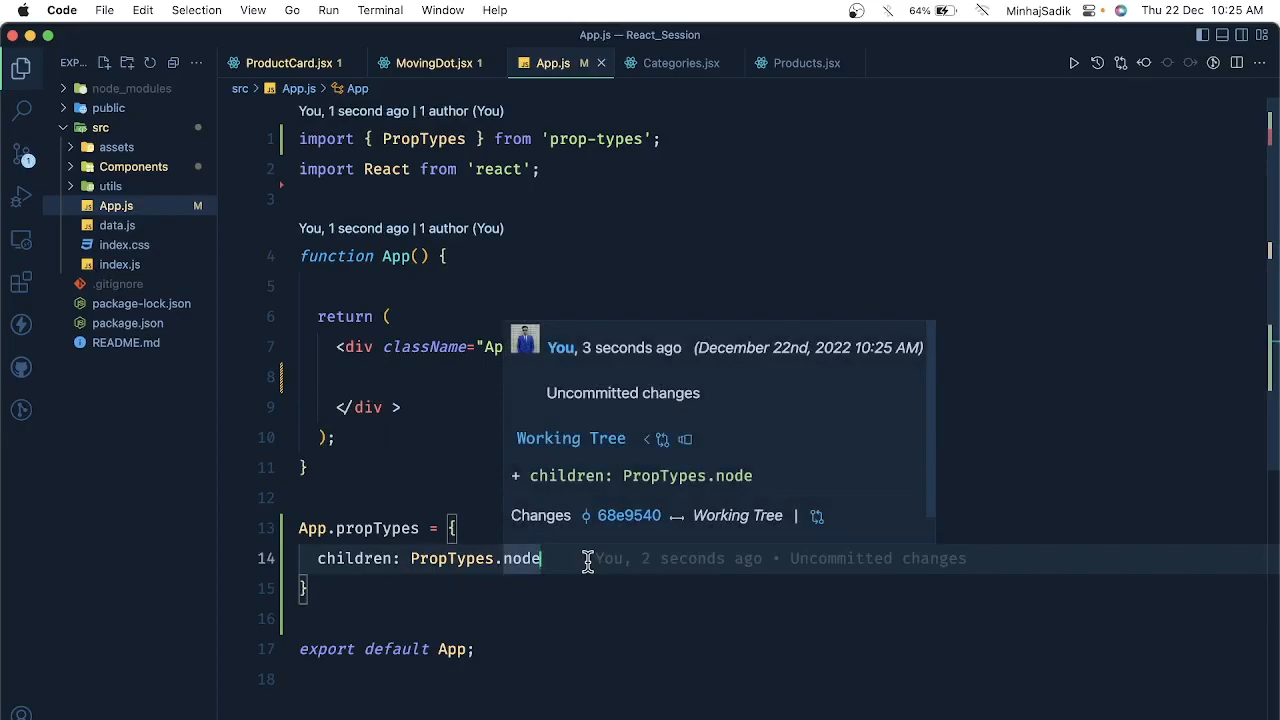 Code File Edit Selection View Go Run Terminal Window Help 64% MinhajSadik Thu 22 Dec 10:25 AM
App.js — React_Session
EXP... ProductCard.jsx 1 MovingDot.jsx 1 App.js M Categories.jsx Products.jsx
node_modules
public
src
assets
Components
utils
App.js M
data.js
index.css
index.js
.gitignore
package-lock.json
package.json
README.md
1
src > App.js > App
You, 1 second ago | 1 author (You)
1 import { PropTypes } from 'prop-types';
2 import React from 'react';
3
You, 1 second ago | 1 author (You)
4 function App() {
5
6 return (
7 <div className="Ap
8
9 </div >
10 );
11 }
12
13 App.propTypes = {
14 children: PropTypes.node You, 2 seconds ago • Uncommitted changes
15 }
16
17 export default App;
18
You, 3 seconds ago (December 22nd, 2022 10:25 AM)
Uncommitted changes
Working Tree
+ children: PropTypes.node
Changes 68e9540 Working Tree |